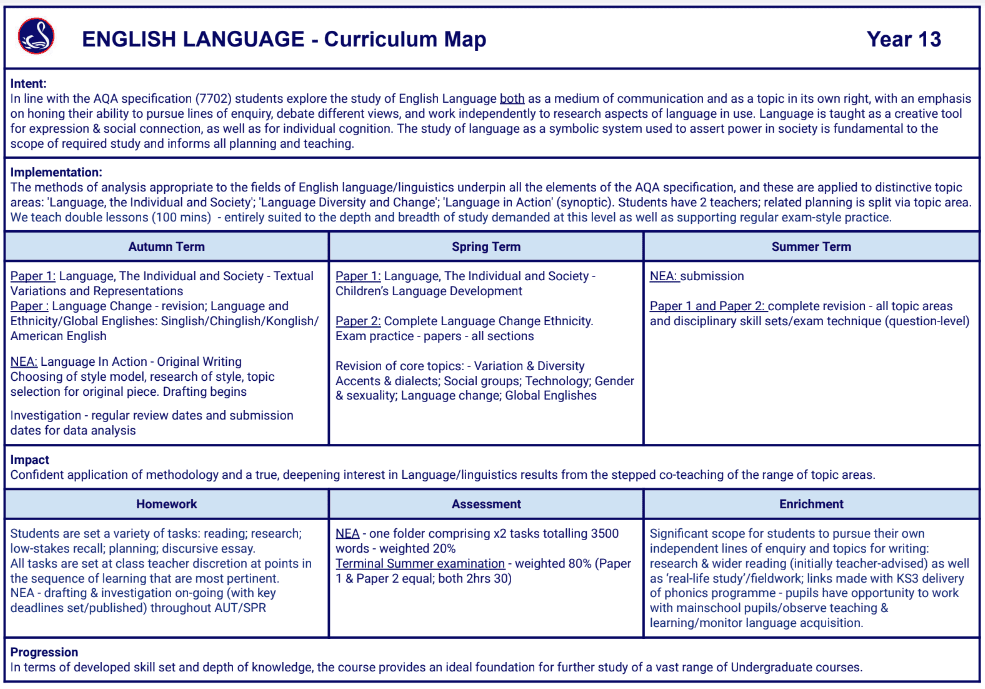 ENGLISH LANGUAGE - Curriculum Map
Year 13
Intent:
In line with the AQA specification (7702) students explore the study of English Language both as a medium of communication and as a topic in its own right, with an emphasis
on honing their ability to pursue lines of enquiry, debate different views, and work independently to research aspects of language in use. Language is taught as a creative tool
for expression & social connection, as well as for individual cognition. The study of language as a symbolic system used to assert power in society is fundamental to the
scope of required study and informs all planning and teaching.
Implementation:
The methods of analysis appropriate to the fields of English language/linguistics underpin all the elements of the AQA specification, and these are applied to distinctive topic
areas: 'Language, the Individual and Society'; 'Language Diversity and Change'; 'Language in Action' (synoptic). Students have 2 teachers; related planning is split via topic area.
We teach double lessons (100 mins) - entirely suited to the depth and breadth of study demanded at this level as well as supporting regular exam-style practice.
Autumn Term
Paper 1: Language, The Individual and Society - Textual
Variations and Representations
Paper : Language Change - revision; Language and
Ethnicity/Global Englishes: Singlish/Chinglish/Konglish/
American English
NEA: Language In Action - Original Writing
Choosing of style model, research of style, topic
selection for original piece. Drafting begins
Investigation - regular review dates and submission
dates for data analysis
Spring Term
Paper 1: Language, The Individual and Society -
Children's Language Development
Paper 2: Complete Language Change Ethnicity.
Exam practice - papers - all sections
Revision of core topics: - Variation & Diversity
Accents & dialects; Social groups; Technology; Gender
& sexuality; Language change; Global Englishes
Summer Term
NEA: submission
Paper 1 and Paper 2: complete revision - all topic areas
and disciplinary skill sets/exam technique (question-level)
Impact
Confident application of methodology and a true, deepening interest in Language/linguistics results from the stepped co-teaching of the range of topic areas.
Homework
Students are set a variety of tasks: reading; research;
low-stakes recall; planning; discursive essay.
All tasks are set at class teacher discretion at points in
the sequence of learning that are most pertinent.
NEA - drafting & investigation on-going (with key
deadlines set/published) throughout AUT/SPR
Assessment
NEA - one folder comprising x2 tasks totalling 3500
words - weighted 20%
Terminal Summer examination - weighted 80% (Paper
1 & Paper 2 equal; both 2hrs 30)
Enrichment
Significant scope for students to pursue their own
independent lines of enquiry and topics for writing:
research & wider reading (initially teacher-advised) as well
as 'real-life study'/fieldwork; links made with KS3 delivery
of phonics programme - pupils have opportunity to work
with mainschool pupils/observe teaching &
learning/monitor language acquisition.
Progression
In terms of developed skill set and depth of knowledge, the course provides an ideal foundation for further study of a vast range of Undergraduate courses.